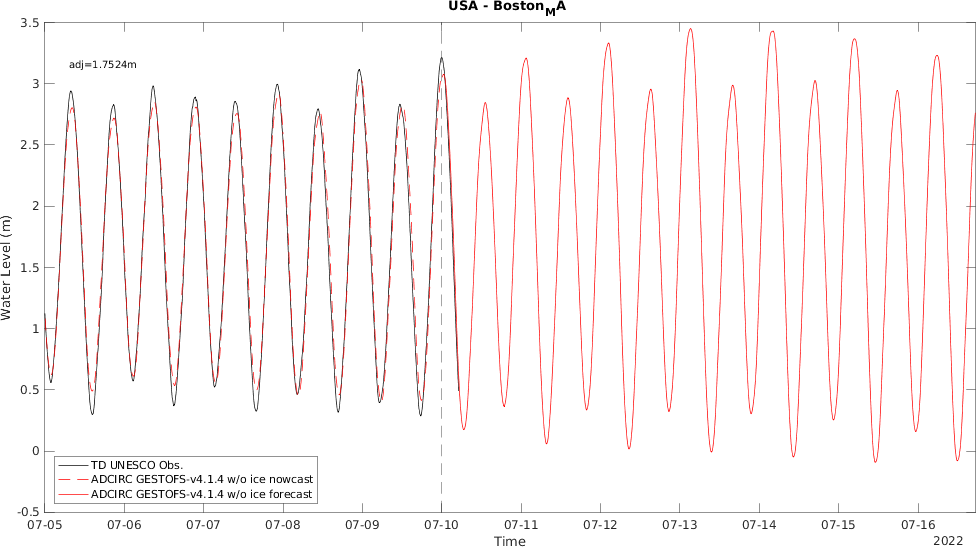 USA - Boston_MA
3.5
adj=1.7524m
3
2.5
2
1.5
1
0.5
0
-0.5
Water Level (m)
TD UNESCO Obs.
ADCIRC GESTOFS-v4.1.4 w/o ice nowcast
ADCIRC GESTOFS-v4.1.4 w/o ice forecast
07-05 07-06 07-07 07-08 07-09 07-10 07-11 07-12 07-13 07-14 07-15 07-16
Time
2022